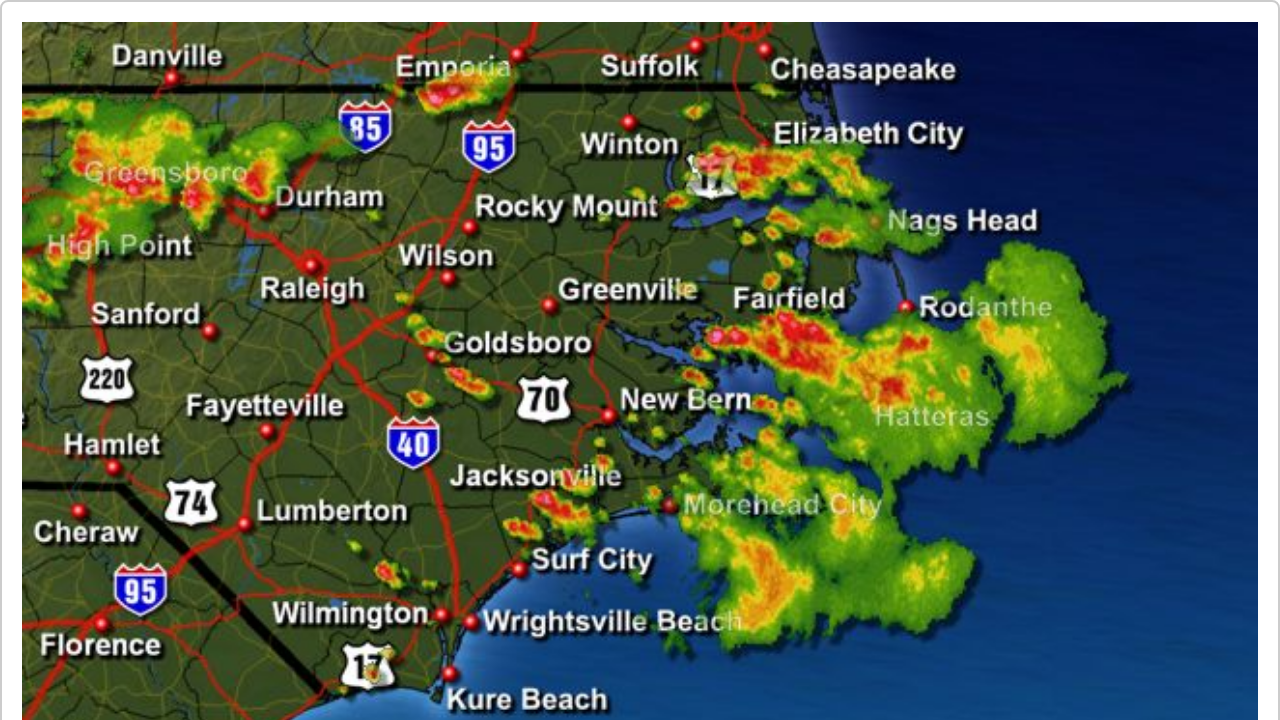 Danville
Emporia
Suffolk
Cheasapeake
85
95
Winton
Elizabeth City
Greensboro
17
Durham
Rocky Mount
Nags Head
High Point
Wilson
Raleigh
Greenville
Fairfield
Rodanthe
Sanford
Goldsboro
220
70
New Bern
Fayetteville
Hatteras
40
Hamlet
Jacksonville
74
Morehead City
Lumberton
Cheraw
Surf City
95
Wilmington
Wrightsville Beach
Florence
17
Kure Beach